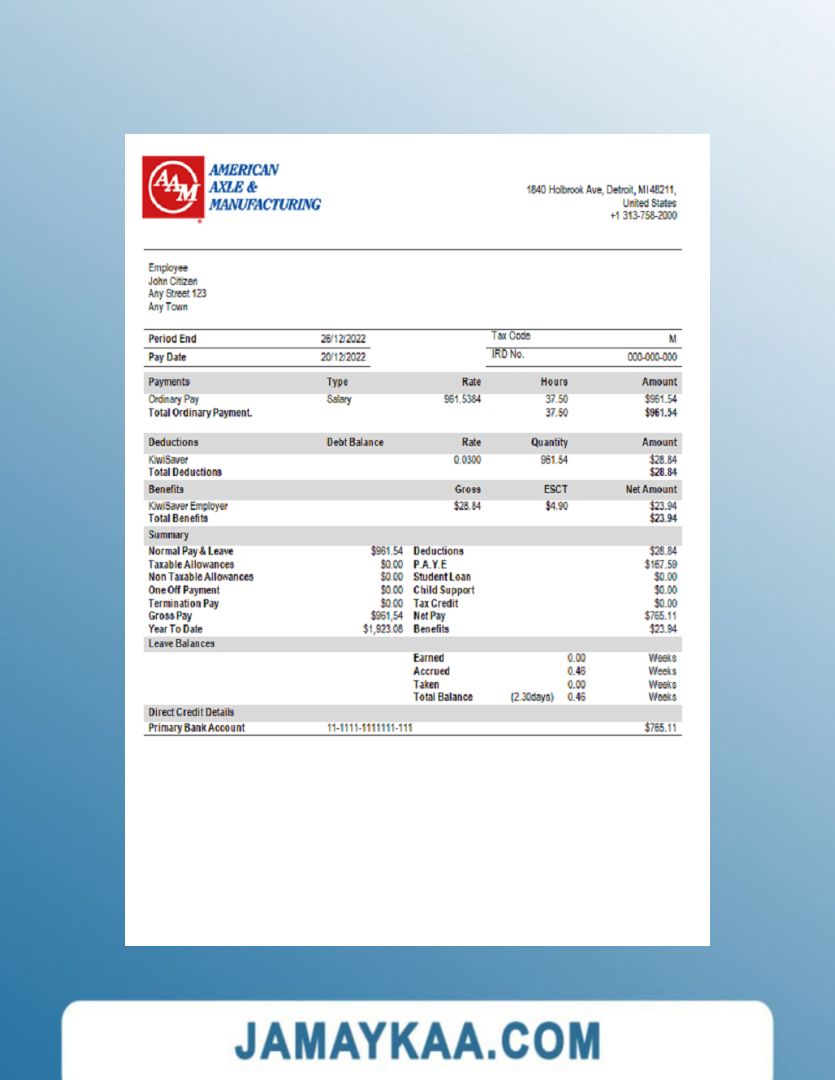 AAM
AMERICAN
AXLE &
MANUFACTURING
1840 Holbrook Ave, Detroit, MI 48211,
United States
+1 313-758-2000
Employee
John Citizen
Any Street 123
Any Town
Period End 26/12/2022 Tax Code M
Pay Date 20/12/2022 IRD No. 000-000-000
Payments Type Rate Hours Amount
Ordinary Pay Salary 961.5384 37.50 $961.54
Total Ordinary Payment. 37.50 $961.54
Deductions Debt Balance Rate Quantity Amount
KiwiSaver 0.0300 961.54 $28.84
Total Deductions $28.84
Benefits Gross ESCT Net Amount
KiwiSaver Employer $28.84 $4.90 $23.94
Total Benefits $23.94
Summary
Normal Pay & Leave $961.54 Deductions $28.84
Taxable Allowances $0.00 P.A.Y.E $167.59
Non Taxable Allowances $0.00 Student Loan $0.00
One Off Payment $0.00 Child Support $0.00
Termination Pay $0.00 Tax Credit $0.00
Gross Pay $961,54 Net Pay $765.11
Year To Date $1,923.08 Benefits $23.94
Leave Balances
Earned 0.00 Weeks
Accrued 0.46 Weeks
Taken 0.00 Weeks
Total Balance (2.30days) 0.46 Weeks
Direct Credit Details
Primary Bank Account 11-1111-1111111-111 $765.11
JAMAYKAA.COM